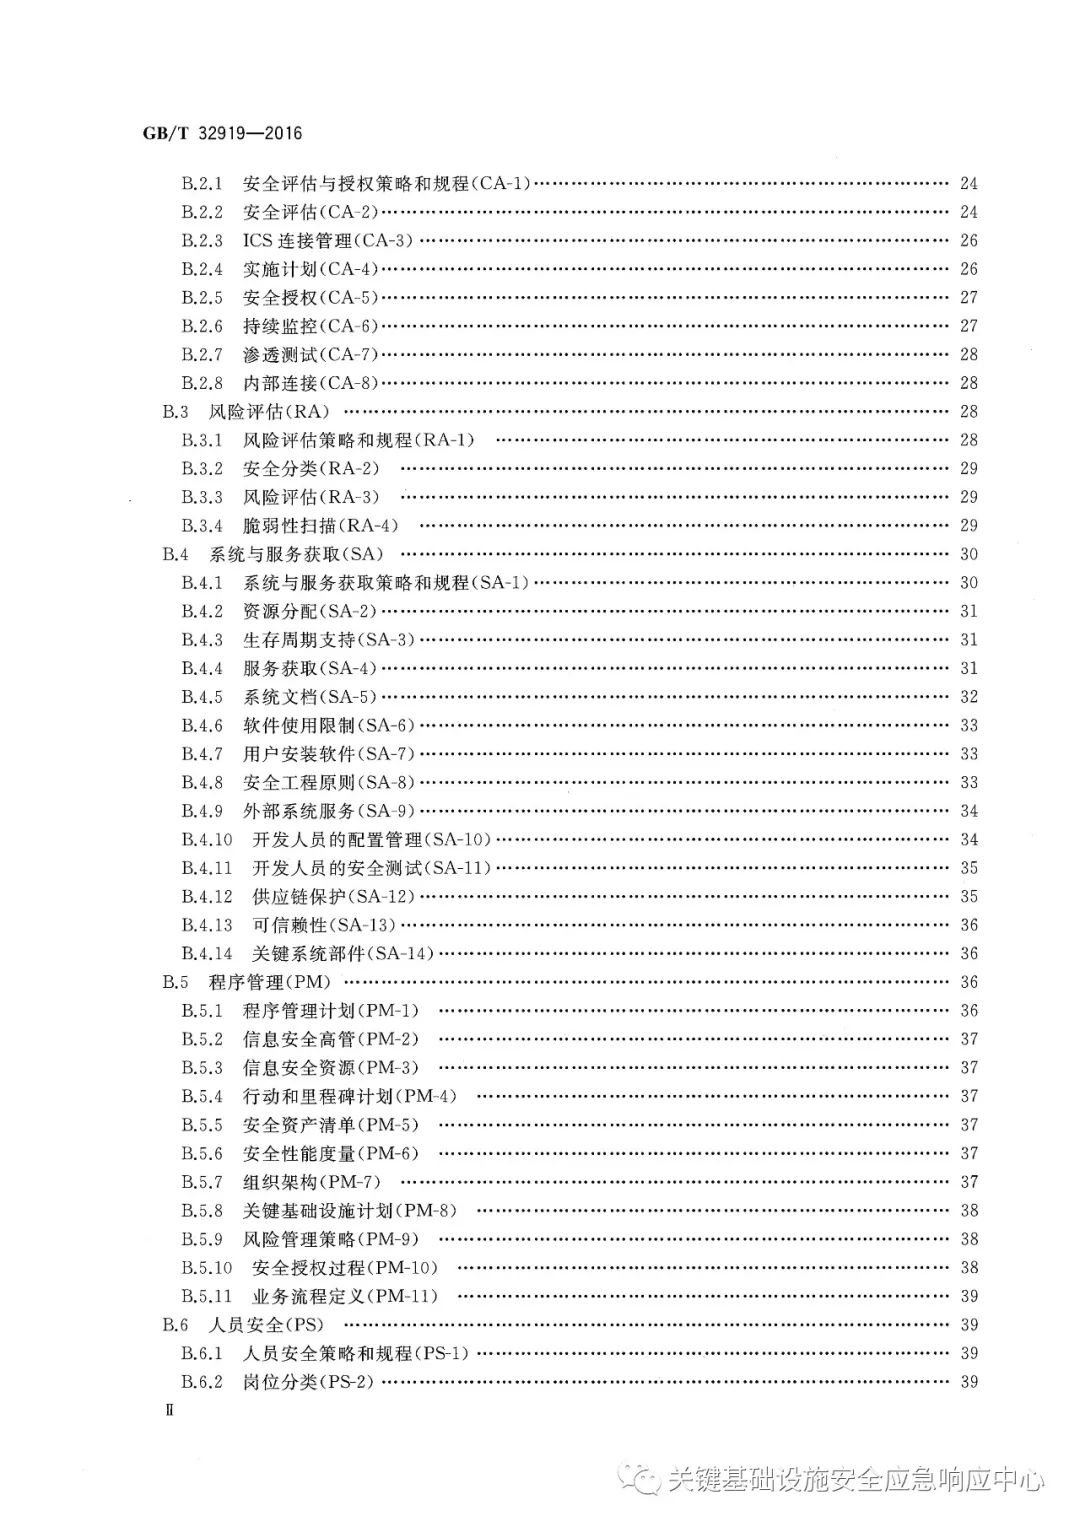 GB/T 32919—2016
B.2.1 安全评估与授权策略和规程(CA-1)…… 24
B.2.2 安全评估(CA-2)…… 24
B.2.3 ICS 连接管理(CA-3)…… 26
B.2.4 实施计划(CA-4)…… 26
B.2.5 安全授权(CA-5)…… 27
B.2.6 持续监控(CA-6)…… 27
B.2.7 渗透测试(CA-7)…… 28
B.2.8 内部连接(CA-8)…… 28
B.3 风险评估(RA)…… 28
B.3.1 风险评估策略和规程(RA-1)…… 28
B.3.2 安全分类(RA-2)…… 29
B.3.3 风险评估(RA-3)…… 29
B.3.4 脆弱性扫描(RA-4)…… 29
B.4 系统与服务获取(SA)…… 30
B.4.1 系统与服务获取策略和规程(SA-1)…… 30
B.4.2 资源分配(SA-2)…… 31
B.4.3 生存周期支持(SA-3)…… 31
B.4.4 服务获取(SA-4)…… 31
B.4.5 系统文档(SA-5)…… 32
B.4.6 软件使用限制(SA-6)…… 33
B.4.7 用户安装软件(SA-7)…… 33
B.4.8 安全工程原则(SA-8)…… 33
B.4.9 外部系统服务(SA-9)…… 34
B.4.10 开发人员的配置管理(SA-10)…… 34
B.4.11 开发人员的安全测试(SA-11)…… 35
B.4.12 供应链保护(SA-12)…… 35
B.4.13 可信赖性(SA-13)…… 36
B.4.14 关键系统部件(SA-14)…… 36
B.5 程序管理(PM)…… 36
B.5.1 程序管理计划(PM-1)…… 36
B.5.2 信息安全高管(PM-2)…… 37
B.5.3 信息安全资源(PM-3)…… 37
B.5.4 行动和里程碑计划(PM-4)…… 37
B.5.5 安全资产清单(PM-5)…… 37
B.5.6 安全性能度量(PM-6)…… 37
B.5.7 组织架构(PM-7)…… 37
B.5.8 关键基础设施计划(PM-8)…… 38
B.5.9 风险管理策略(PM-9)…… 38
B.5.10 安全授权过程(PM-10)…… 38
B.5.11 业务流程定义(PM-11)…… 39
B.6 人员安全(PS)…… 39
B.6.1 人员安全策略和规程(PS-1)…… 39
B.6.2 岗位分类(PS-2)…… 39
Ⅱ
关键基础设施安全应急响应中心